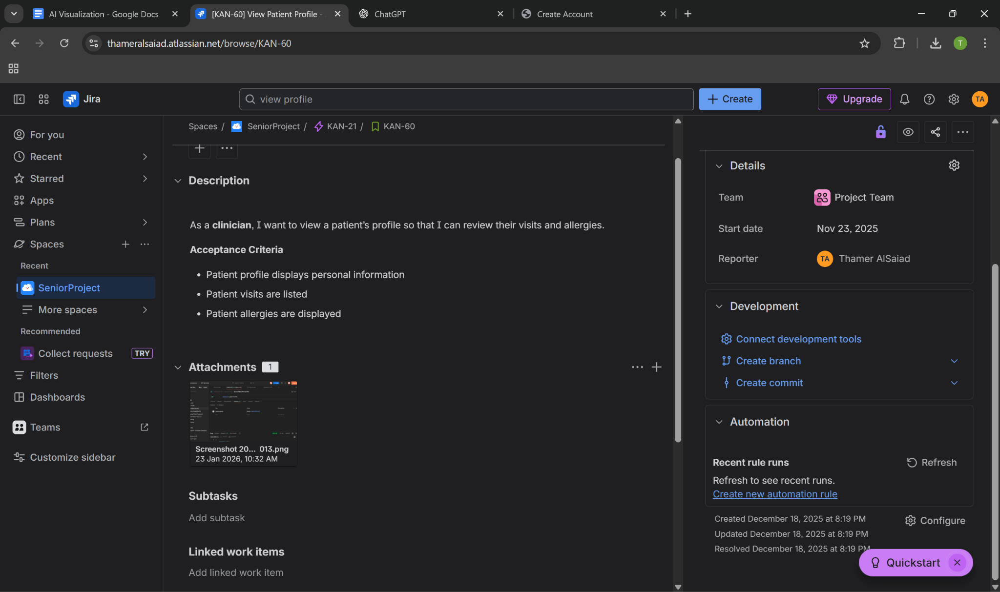 AI Visualization - Google Docs
[KAN-60] View Patient Profile -
ChatGPT
Create Account
thameralsaiad.atlassian.net/browse/KAN-60
T
Jira
view profile
Create
Upgrade
TA
For you
Recent
Starred
Apps
Plans
Spaces
Recent
SeniorProject
More spaces
Recommended
Collect requests
TRY
Filters
Dashboards
Teams
Customize sidebar
Spaces / SeniorProject / KAN-21 / KAN-60
Description
As a clinician, I want to view a patient’s profile so that I can review their visits and allergies.
Acceptance Criteria
• Patient profile displays personal information
• Patient visits are listed
• Patient allergies are displayed
Attachments 1
Screenshot 20... 013.png
23 Jan 2026, 10:32 AM
Subtasks
Add subtask
Linked work items
Add linked work item
Details
Team
Project Team
Start date
Nov 23, 2025
Reporter
TA Thamer AlSaiad
Development
Connect development tools
Create branch
Create commit
Automation
Recent rule runs
Refresh
Refresh to see recent runs.
Create new automation rule
Created December 18, 2025 at 8:19 PM
Configure
Updated December 18, 2025 at 8:19 PM
Resolved December 18, 2025 at 8:19 PM
Quickstart